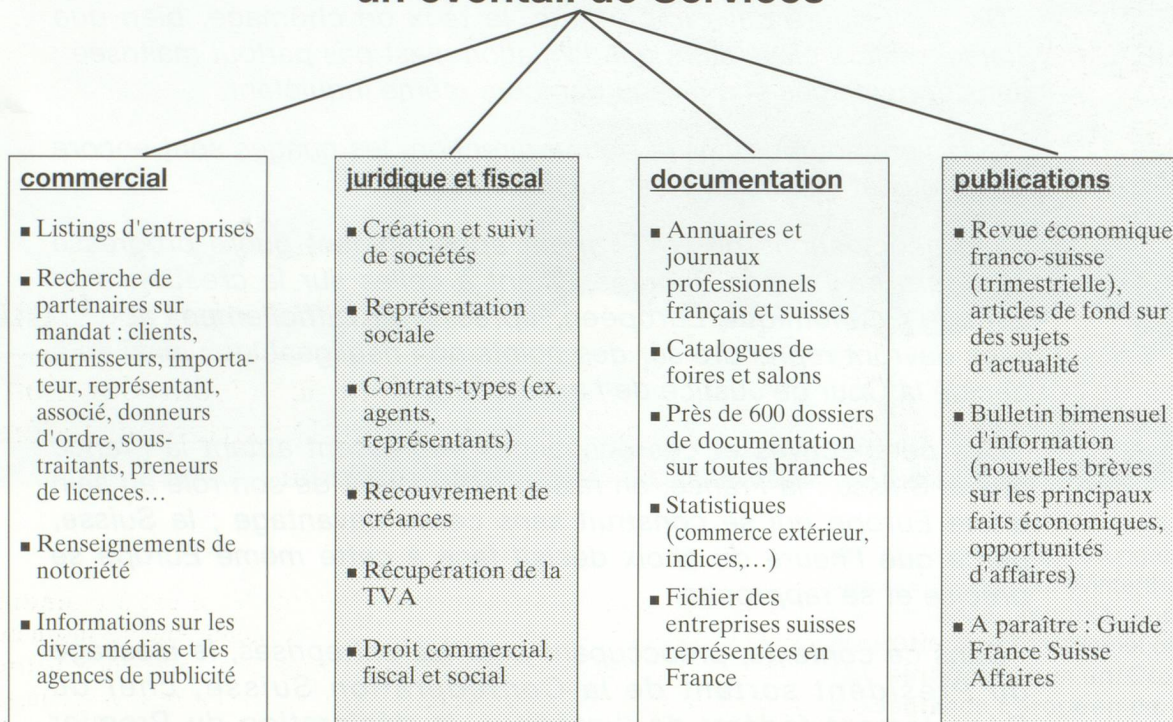 un éventail de services
commercial
■ Listings d'entreprises
■ Recherche de
partenaires sur
mandat : clients,
fournisseurs, importa-
teur, représentant,
associé, donneurs
d'ordre, sous-
traitants, preneurs
de licences...
■ Renseignements de
notoriété
■ Informations sur les
divers médias et les
agences de publicité
juridique et fiscal
■ Création et suivi
de sociétés
■ Représentation
sociale
■ Contrats-types (ex.
agents,
représentants)
■ Recouvrement de
créances
■ Récupération de la
TVA
■ Droit commercial,
fiscal et social
documentation
■ Annuaires et
journaux
professionnels
français et suisses
■ Catalogues de
foires et salons
■ Près de 600 dossiers
de documentation
sur toutes branches
■ Statistiques
(commerce extérieur,
indices,...)
■ Fichier des
entreprises suisses
représentées en
France
publications
■ Revue économique
franco-suisse
(trimestrielle),
articles de fond sur
des sujets
d'actualité
■ Bulletin bimensuel
d'information
(nouvelles brèves
sur les principaux
faits économiques,
opportunités
d'affaires)
■ A paraître : Guide
France Suisse
Affaires